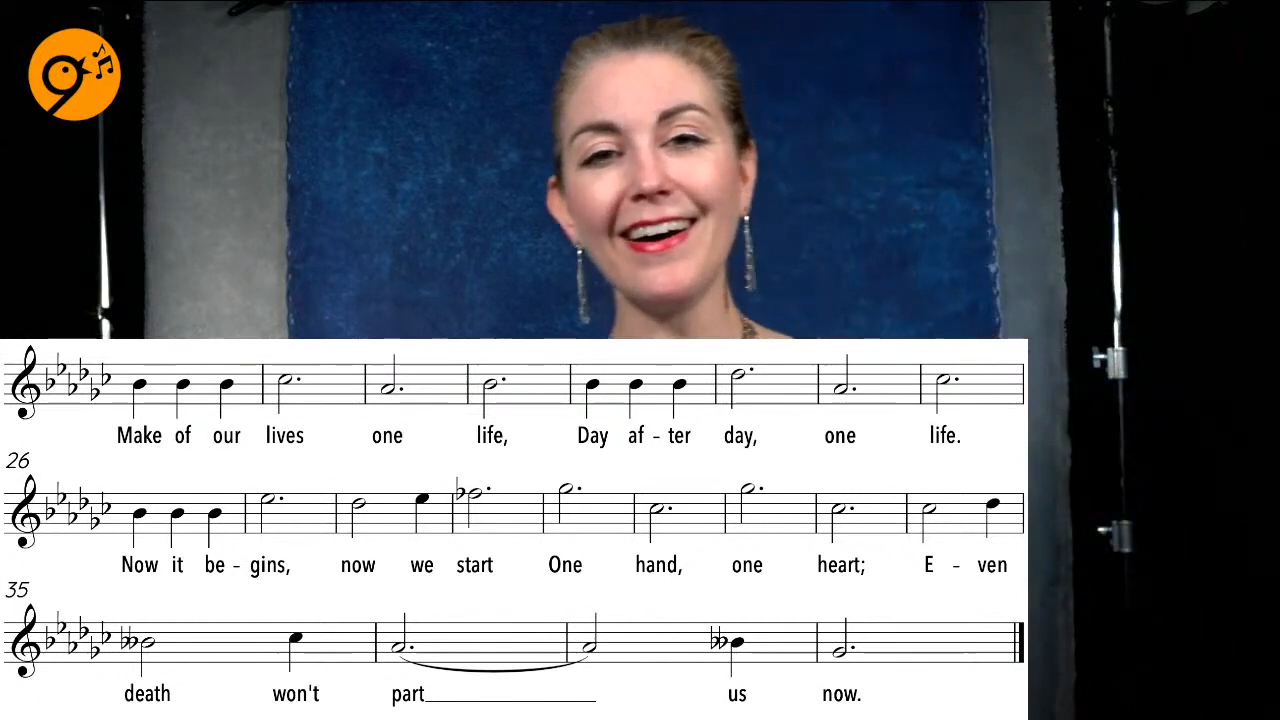 Make of our lives one life, Day af - ter day, one life.
26
Now it be - gins, now we start One hand, one heart; E - ven
35
death won't part us now.